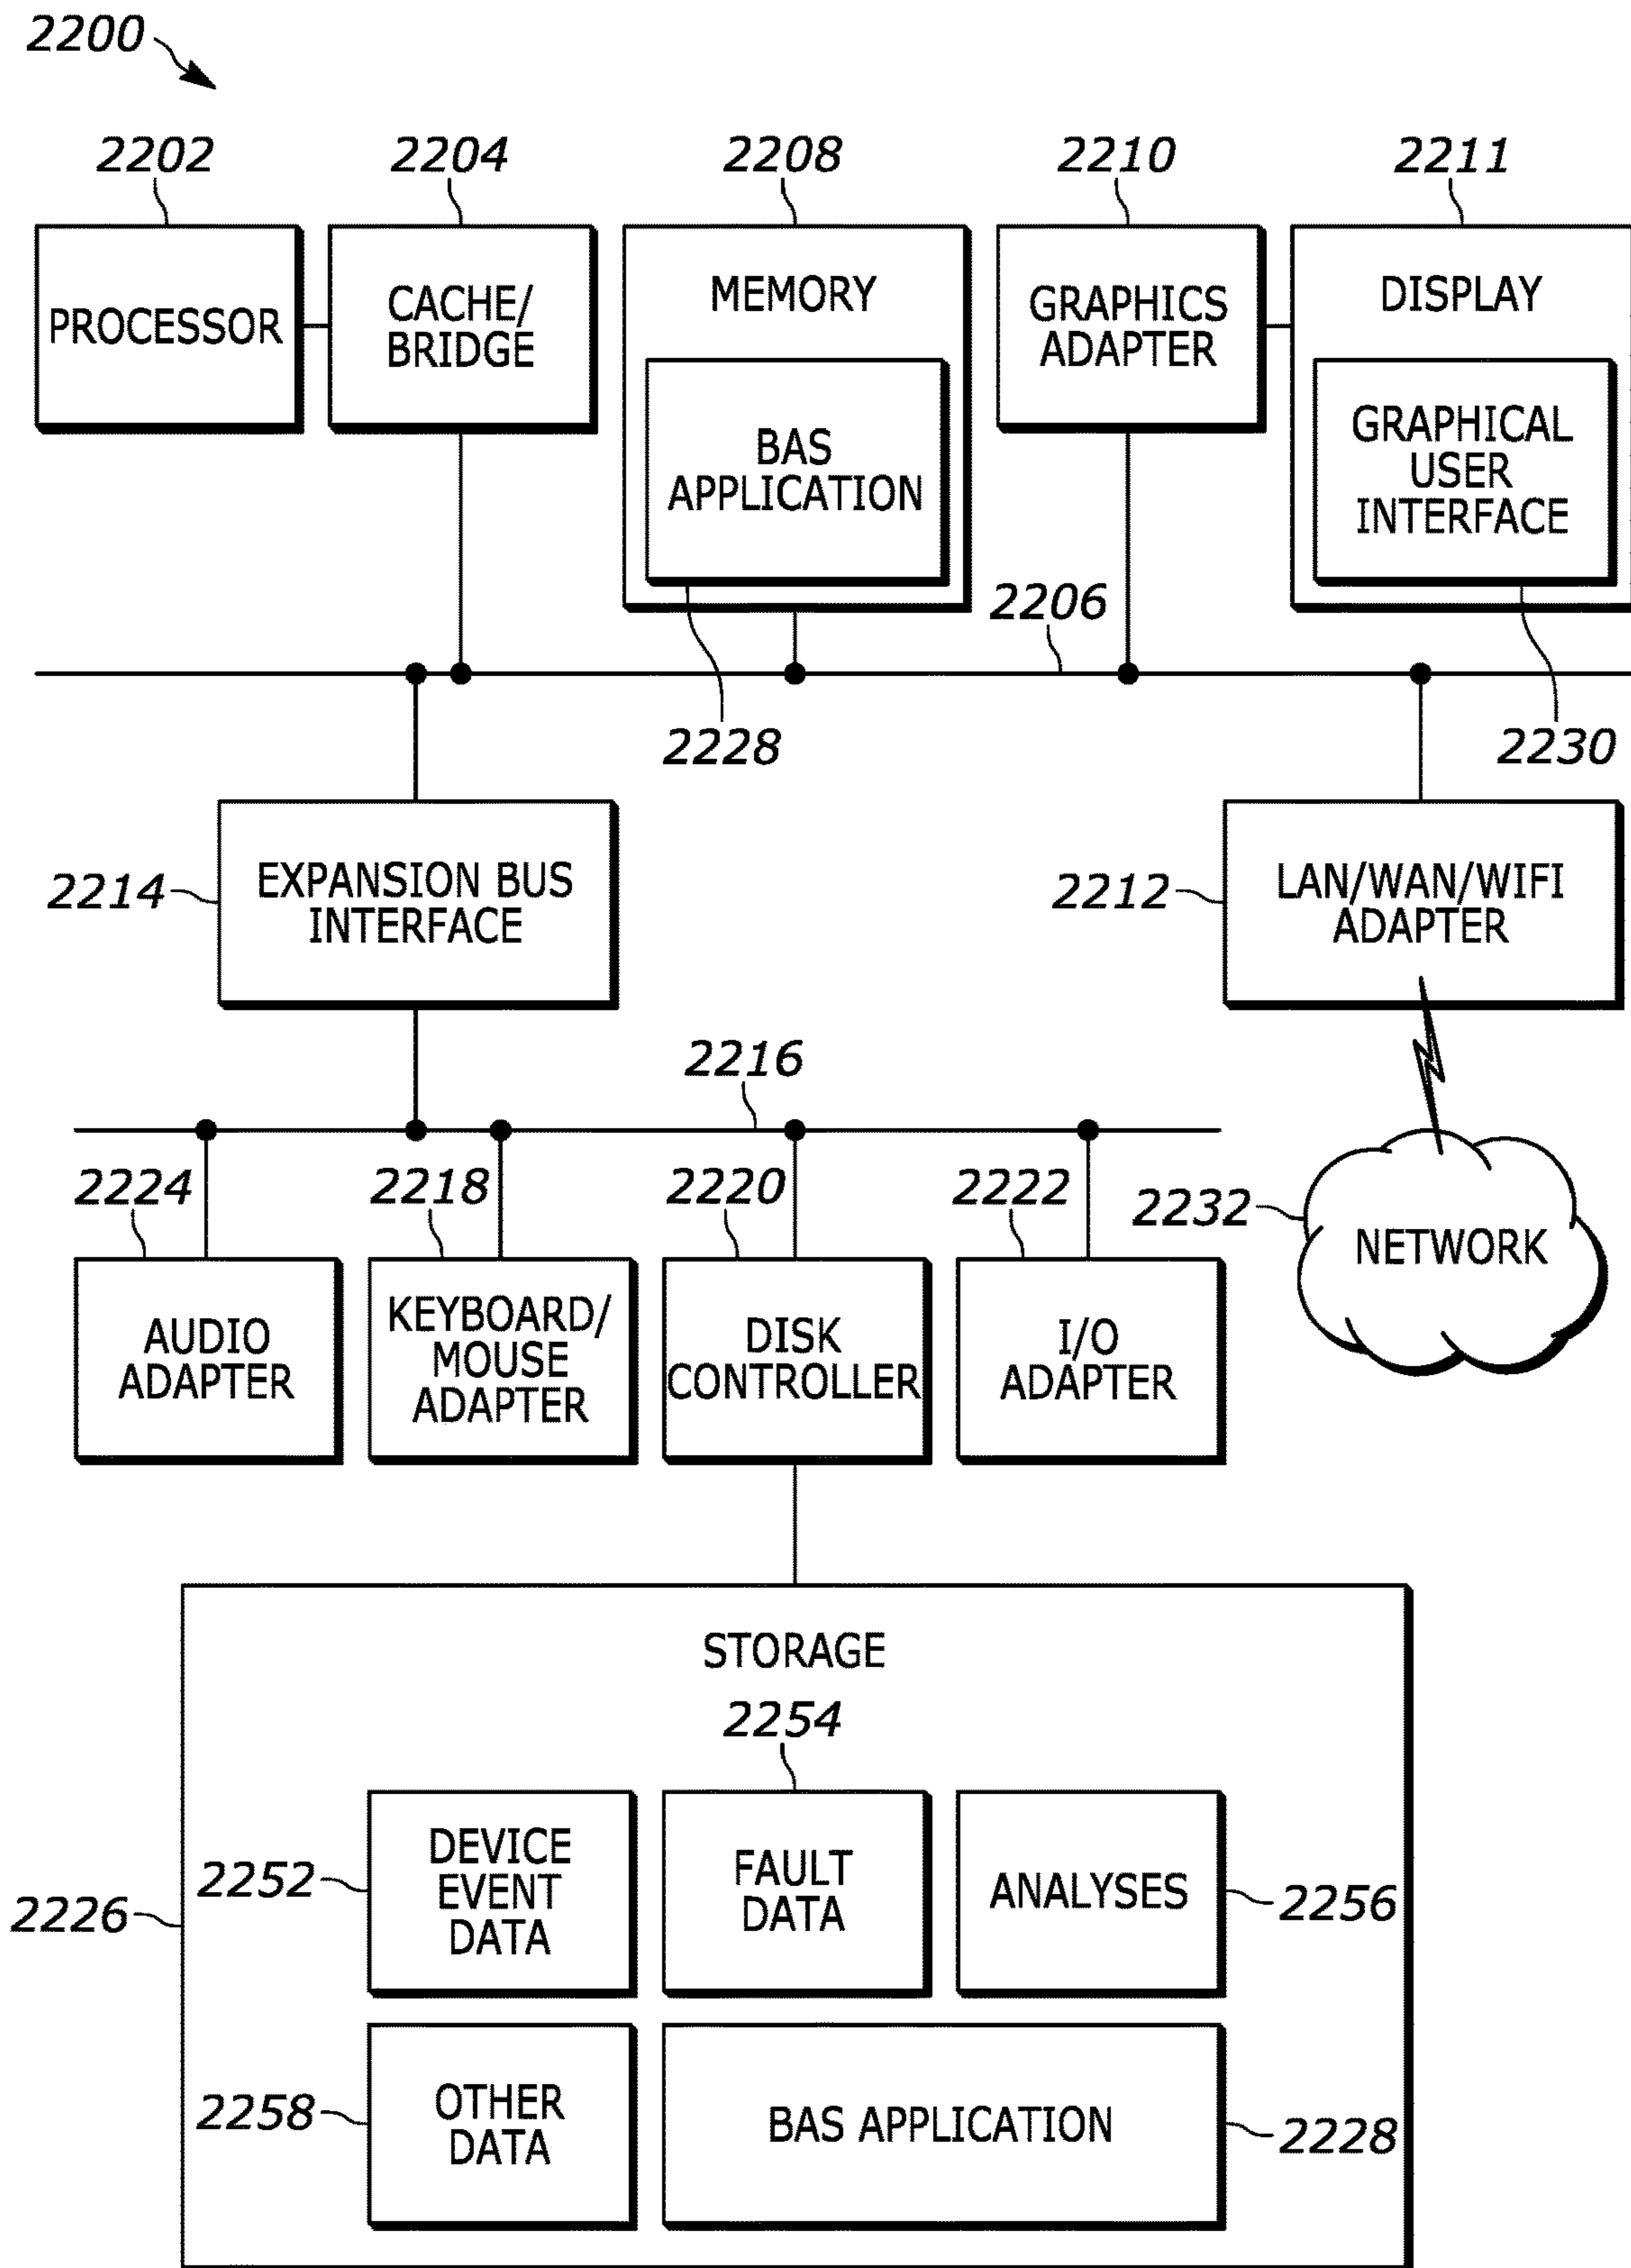 2200
2202
2204
2208
2210
2211
PROCESSOR
CACHE/
BRIDGE
MEMORY
BAS
APPLICATION
GRAPHICS
ADAPTER
DISPLAY
GRAPHICAL
USER
INTERFACE
2206
2228
2230
2214
EXPANSION BUS
INTERFACE
2212
LAN/WAN/WIFI
ADAPTER
2216
2224
2218
2220
2222
2232
NETWORK
AUDIO
ADAPTER
KEYBOARD/
MOUSE
ADAPTER
DISK
CONTROLLER
I/O
ADAPTER
STORAGE
2254
2226
2252
DEVICE
EVENT
DATA
FAULT
DATA
ANALYSES
2256
2258
OTHER
DATA
BAS APPLICATION
2228